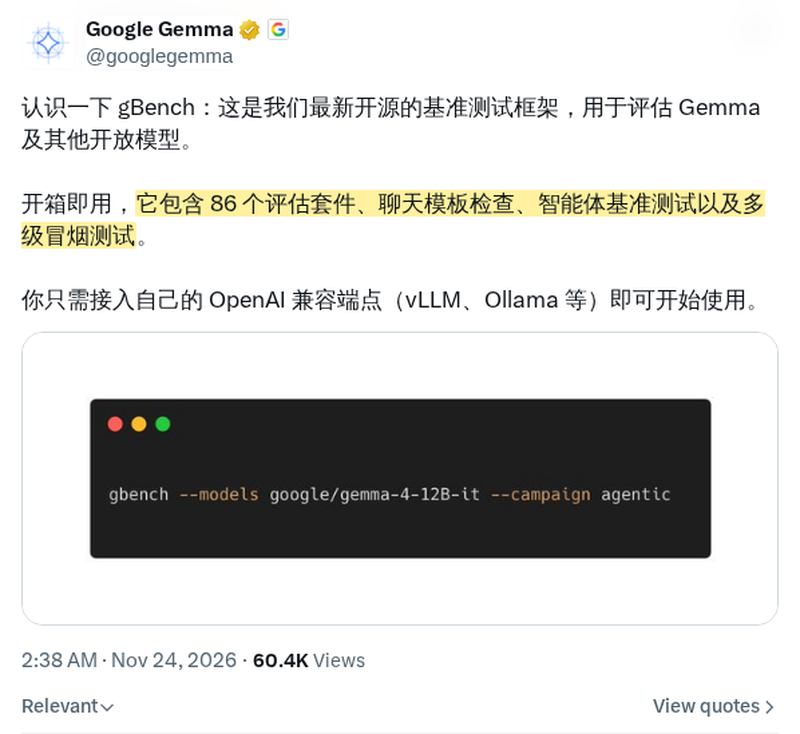 Google Gemma
@googlegemma
认识一下 gBench：这是我们最新开源的基准测试框架，用于评估 Gemma
及其他开放模型。
开箱即用，它包含 86 个评估套件、聊天模板检查、智能体基准测试以及多
级冒烟测试。
你只需接入自己的 OpenAI 兼容端点（vLLM、Ollama 等）即可开始使用。
gbench --models google/gemma-4-12B-it --campaign agentic
2:38 AM · Nov 24, 2026 · 60.4K Views
Relevant
View quotes